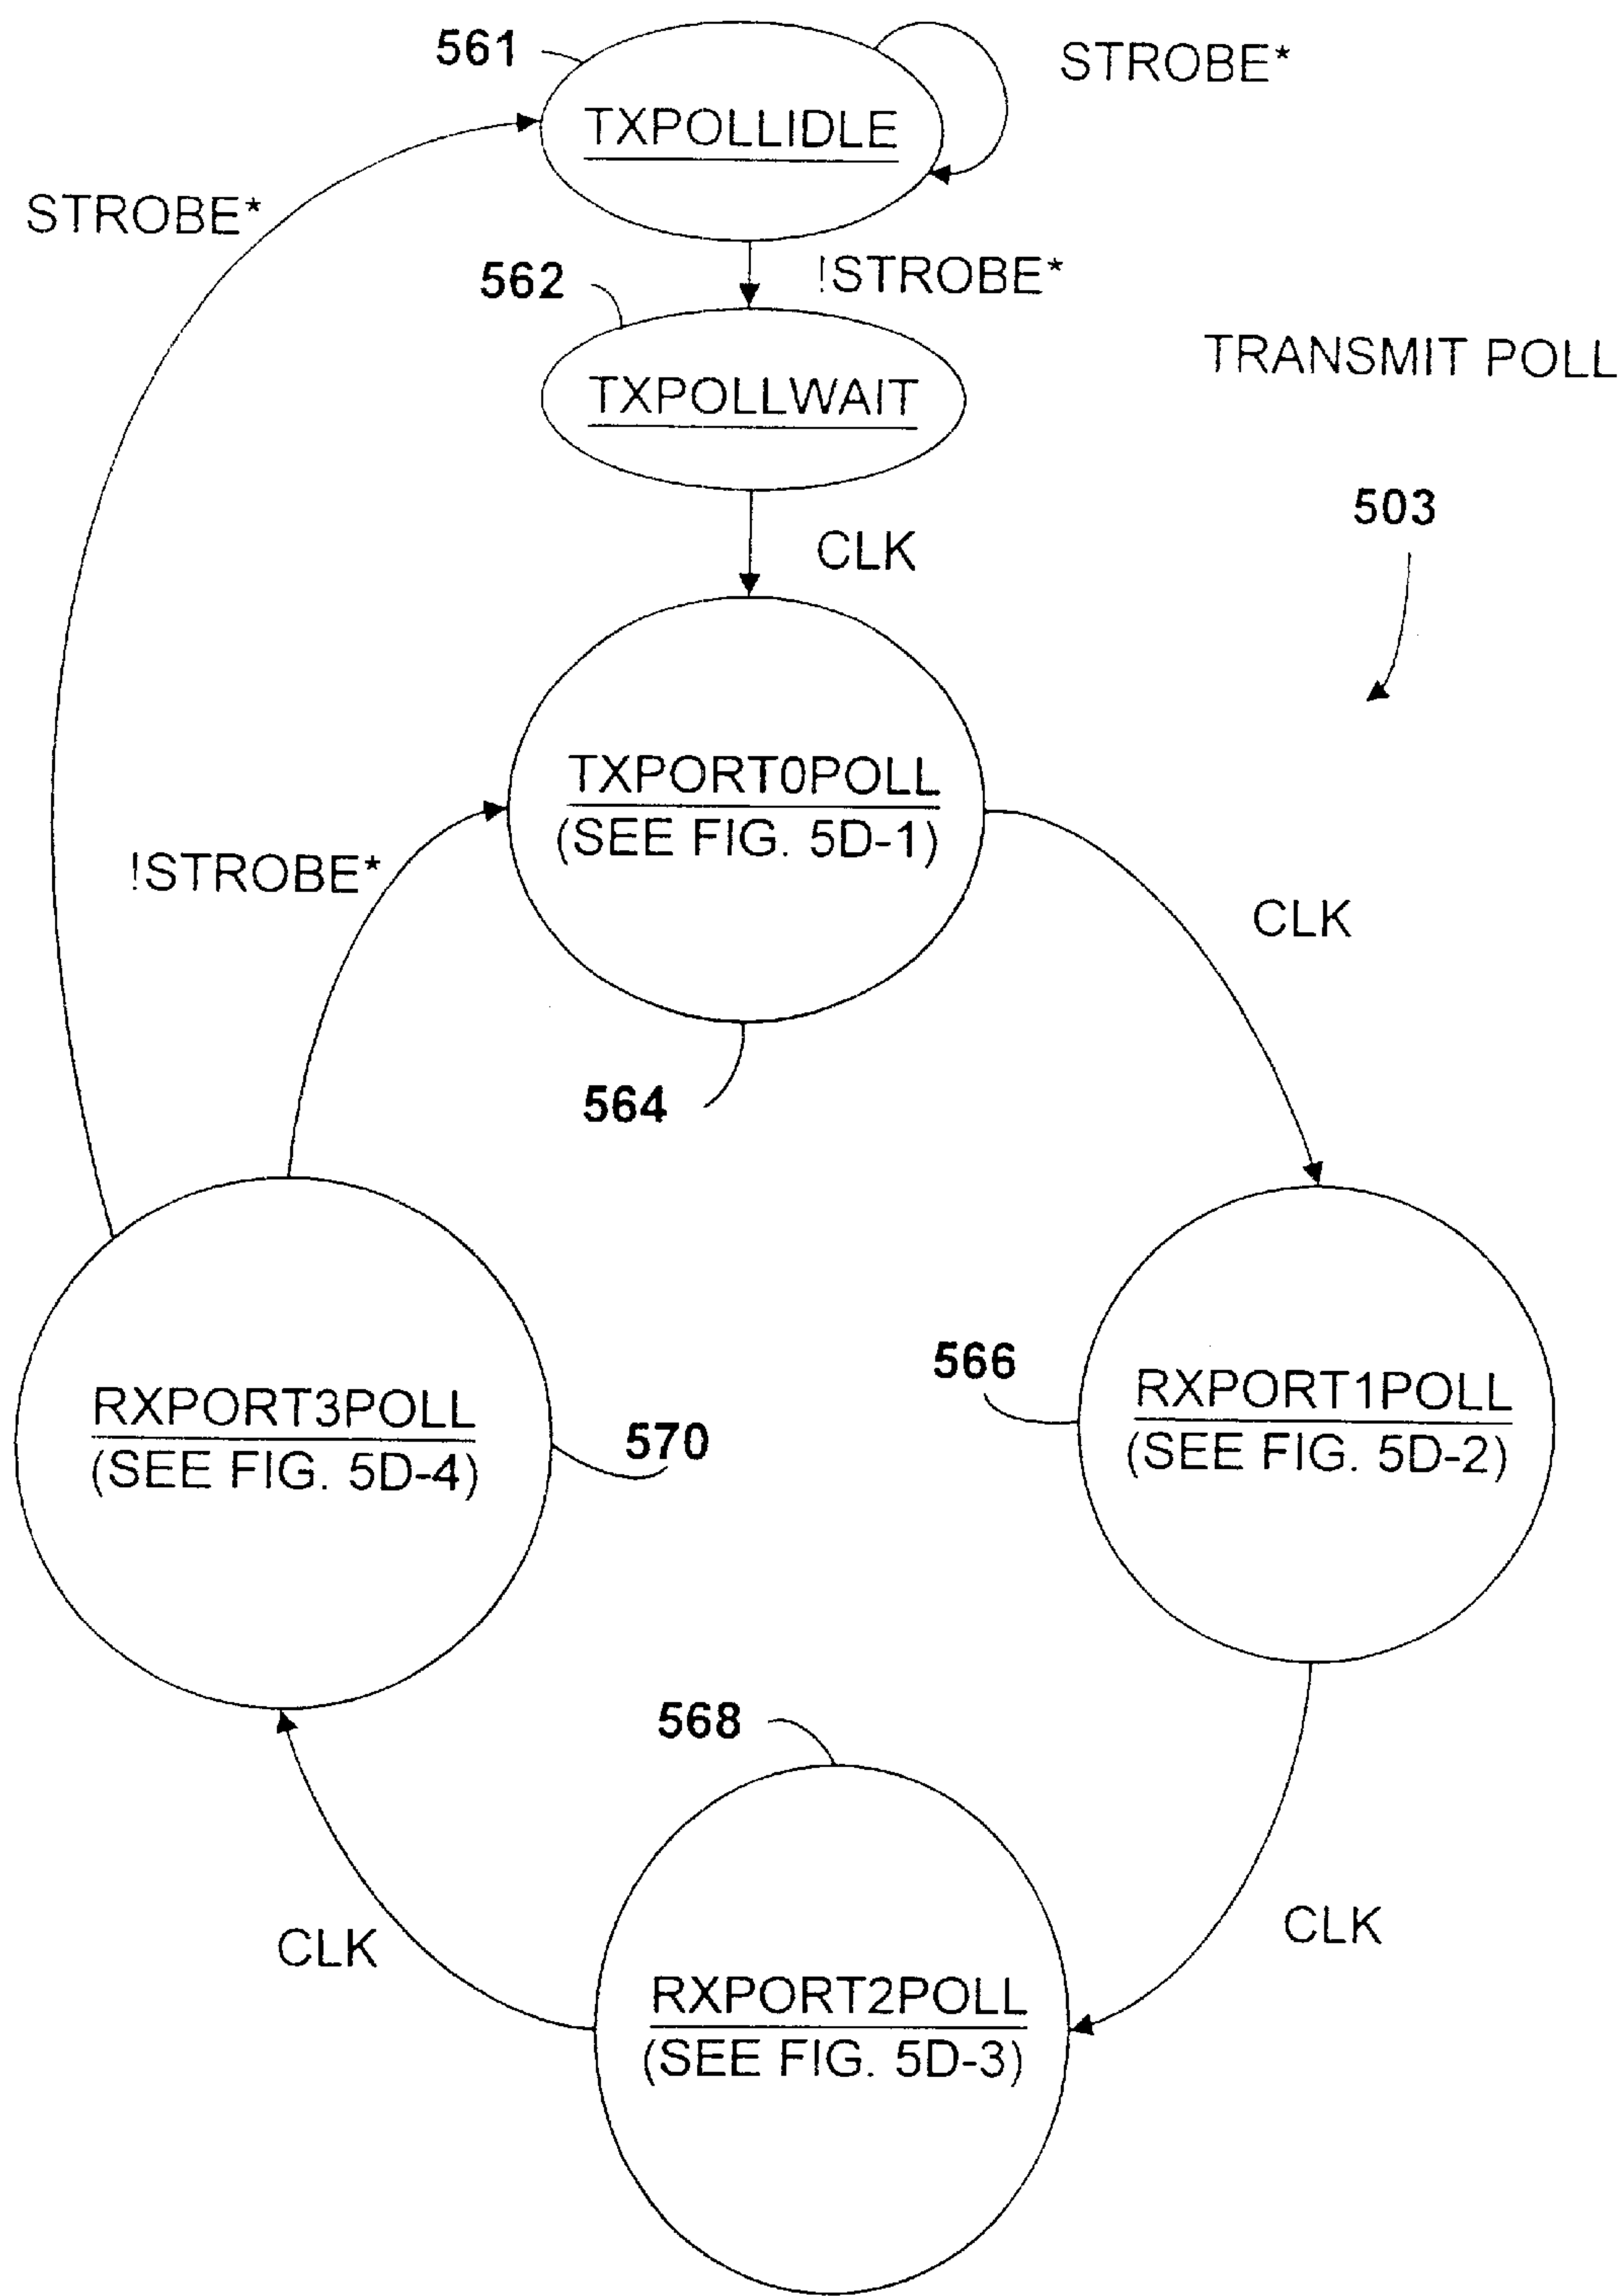 561
STROBE*
TXPOLLIDLE
STROBE*
562
!STROBE*
TRANSMIT POLL
TXPOLLWAIT
503
CLK
TXPORT0POLL
(SEE FIG. 5D-1)
!STROBE*
CLK
564
566
RXPORT1POLL
(SEE FIG. 5D-2)
RXPORT3POLL
(SEE FIG. 5D-4)
570
568
CLK
CLK
RXPORT2POLL
(SEE FIG. 5D-3)